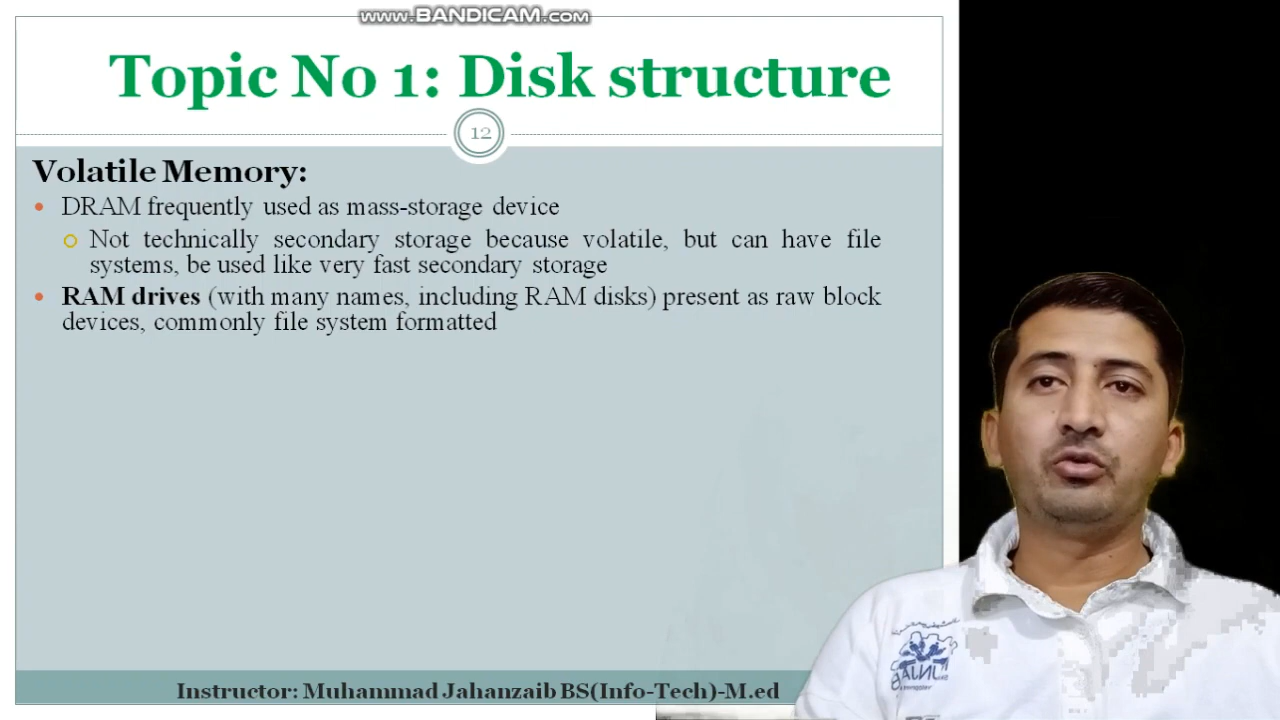 www.BANDICAM.com
Topic No 1: Disk structure
12
Volatile Memory:
• DRAM frequently used as mass-storage device
Not technically secondary storage because volatile, but can have file
systems, be used like very fast secondary storage
• RAM drives (with many names, including RAM disks) present as raw block
devices, commonly file system formatted
Instructor: Muhammad Jahanzaib BS(Info-Tech)-M.ed